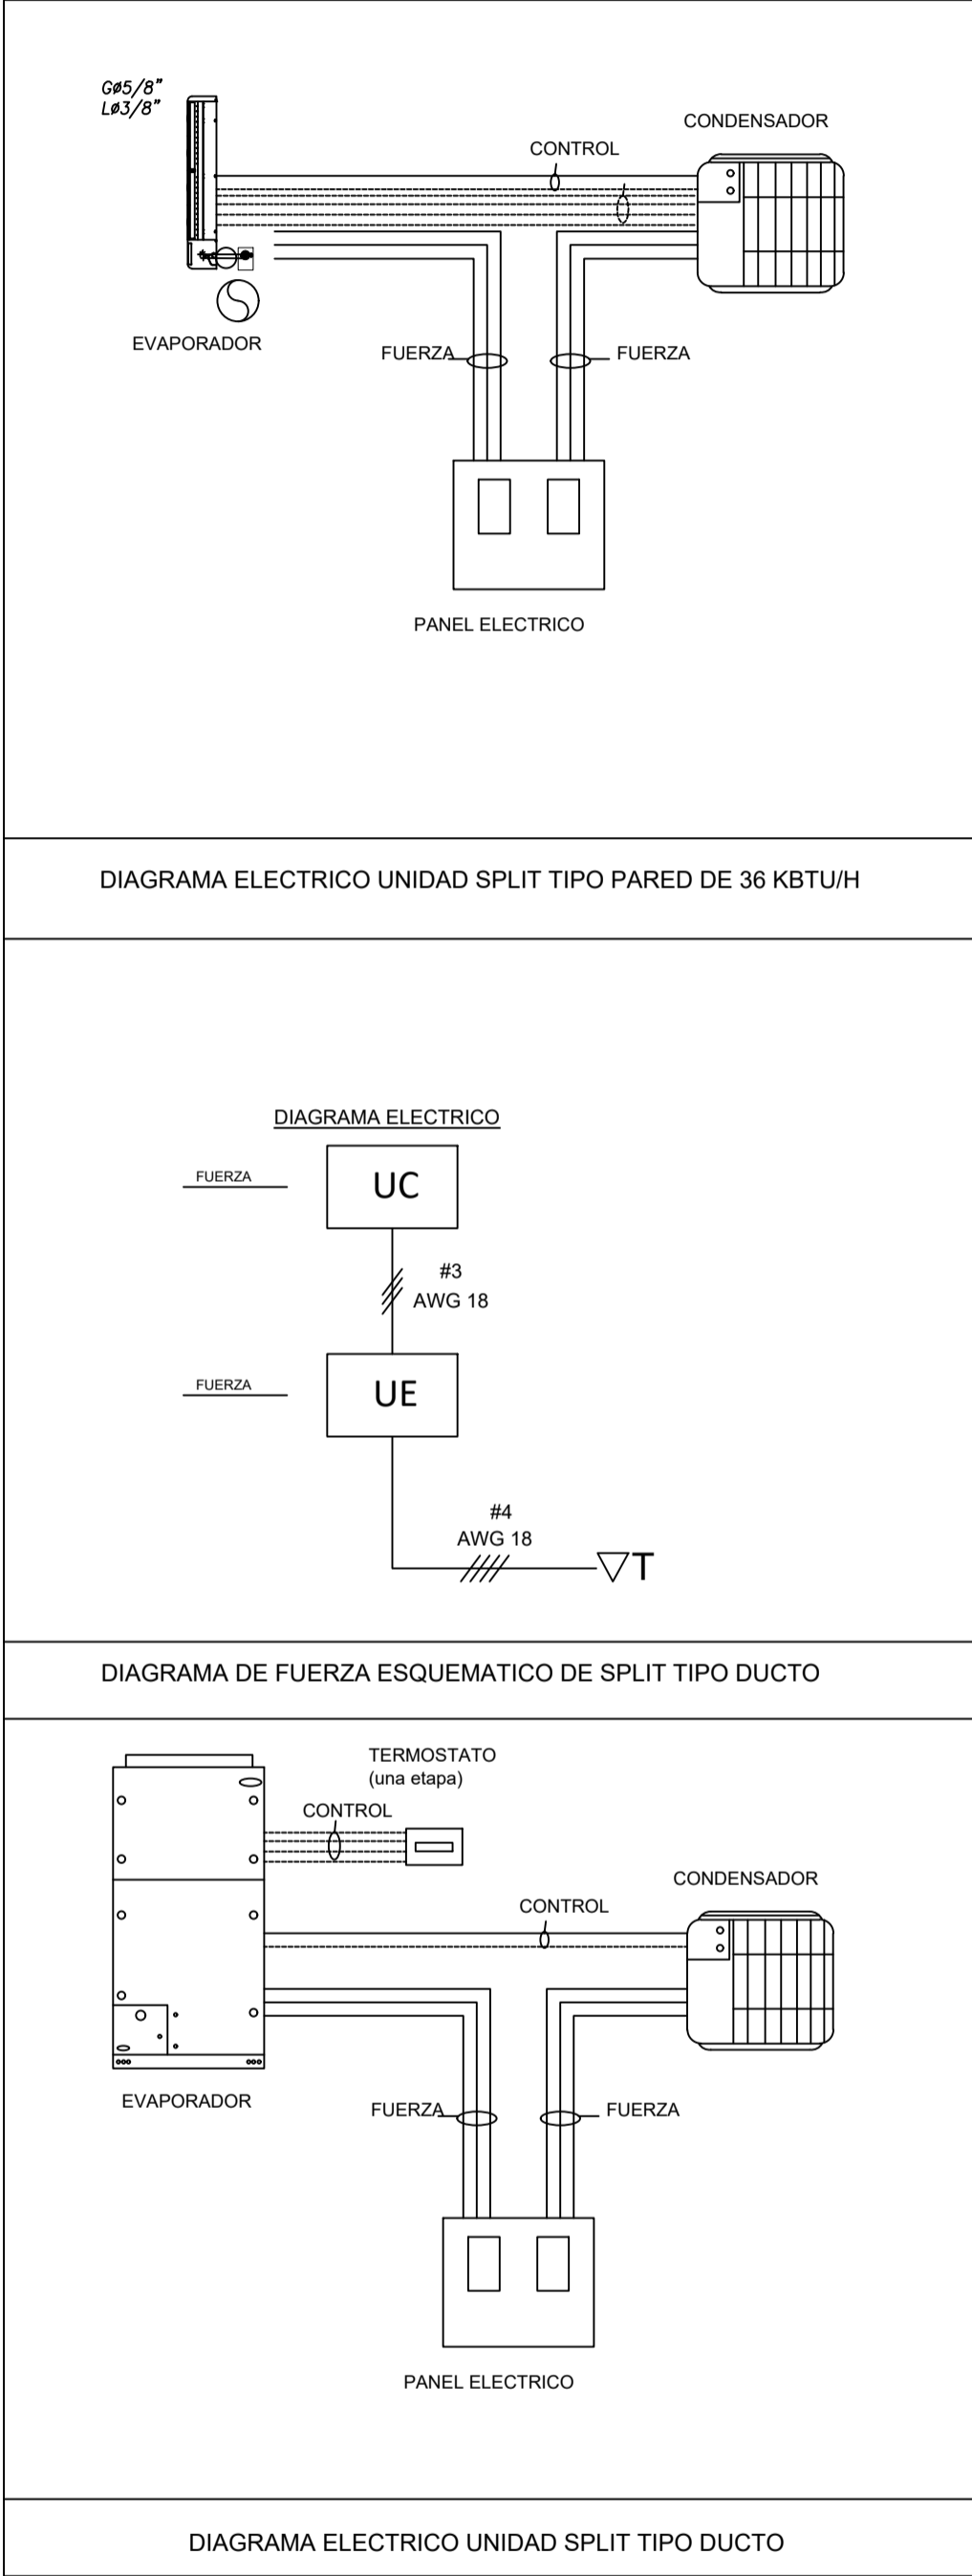 Gø5/8"
Lø3/8"
CONDENSADOR
CONTROL
EVAPORADOR
FUERZA
FUERZA
PANEL ELECTRICO
DIAGRAMA ELECTRICO UNIDAD SPLIT TIPO PARED DE 36 KBTU/H
DIAGRAMA ELECTRICO
FUERZA
UC
#3
AWG 18
FUERZA
UE
#4
AWG 18
T
DIAGRAMA DE FUERZA ESQUEMATICO DE SPLIT TIPO DUCTO
TERMOSTATO
(una etapa)
CONTROL
CONDENSADOR
CONTROL
EVAPORADOR
FUERZA
FUERZA
PANEL ELECTRICO
DIAGRAMA ELECTRICO UNIDAD SPLIT TIPO DUCTO